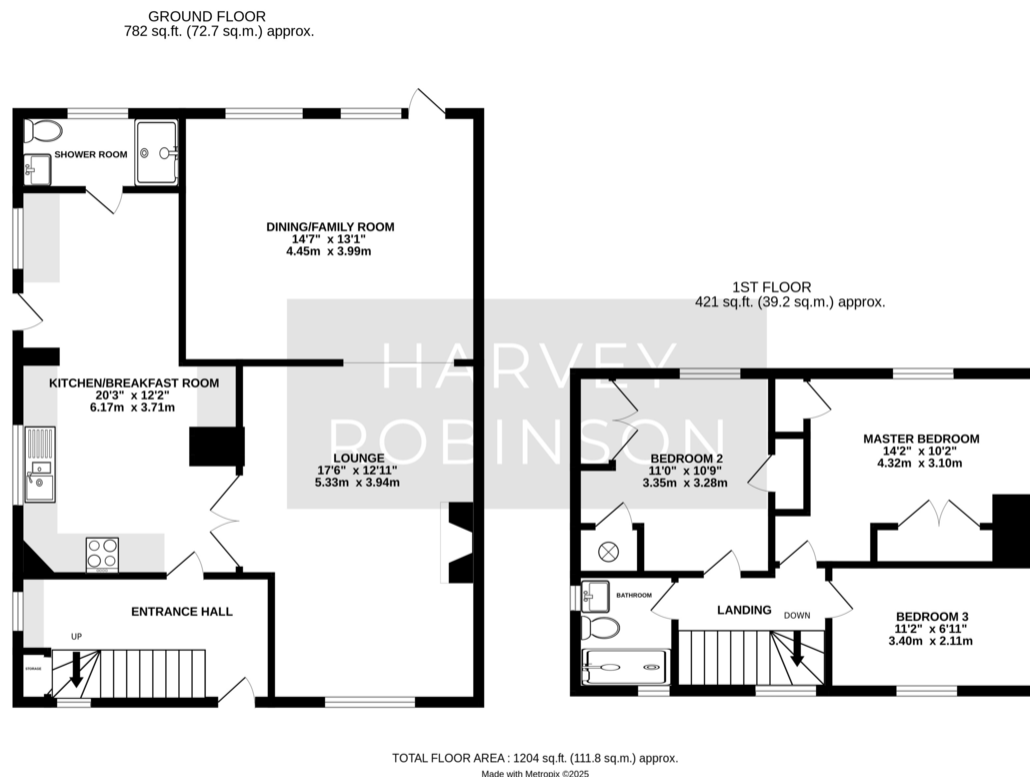 GROUND FLOOR
782 sq.ft. (72.7 sq.m.) approx.
SHOWER ROOM
DINING/FAMILY ROOM
14'7" x 13'1"
4.45m x 3.99m
KITCHEN/BREAKFAST ROOM
20'3" x 12'2"
6.17m x 3.71m
LOUNGE
17'6" x 12'11"
5.33m x 3.94m
ENTRANCE HALL
UP
STORAGE
HARVEY
ROBINSON
1ST FLOOR
421 sq.ft. (39.2 sq.m.) approx.
MASTER BEDROOM
14'2" x 10'2"
4.32m x 3.10m
BEDROOM 2
11'0" x 10'9"
3.35m x 3.28m
BATHROOM
LANDING
DOWN
BEDROOM 3
11'2" x 6'11"
3.40m x 2.11m
TOTAL FLOOR AREA : 1204 sq.ft. (111.8 sq.m.) approx.
Made with Metropix ©2025